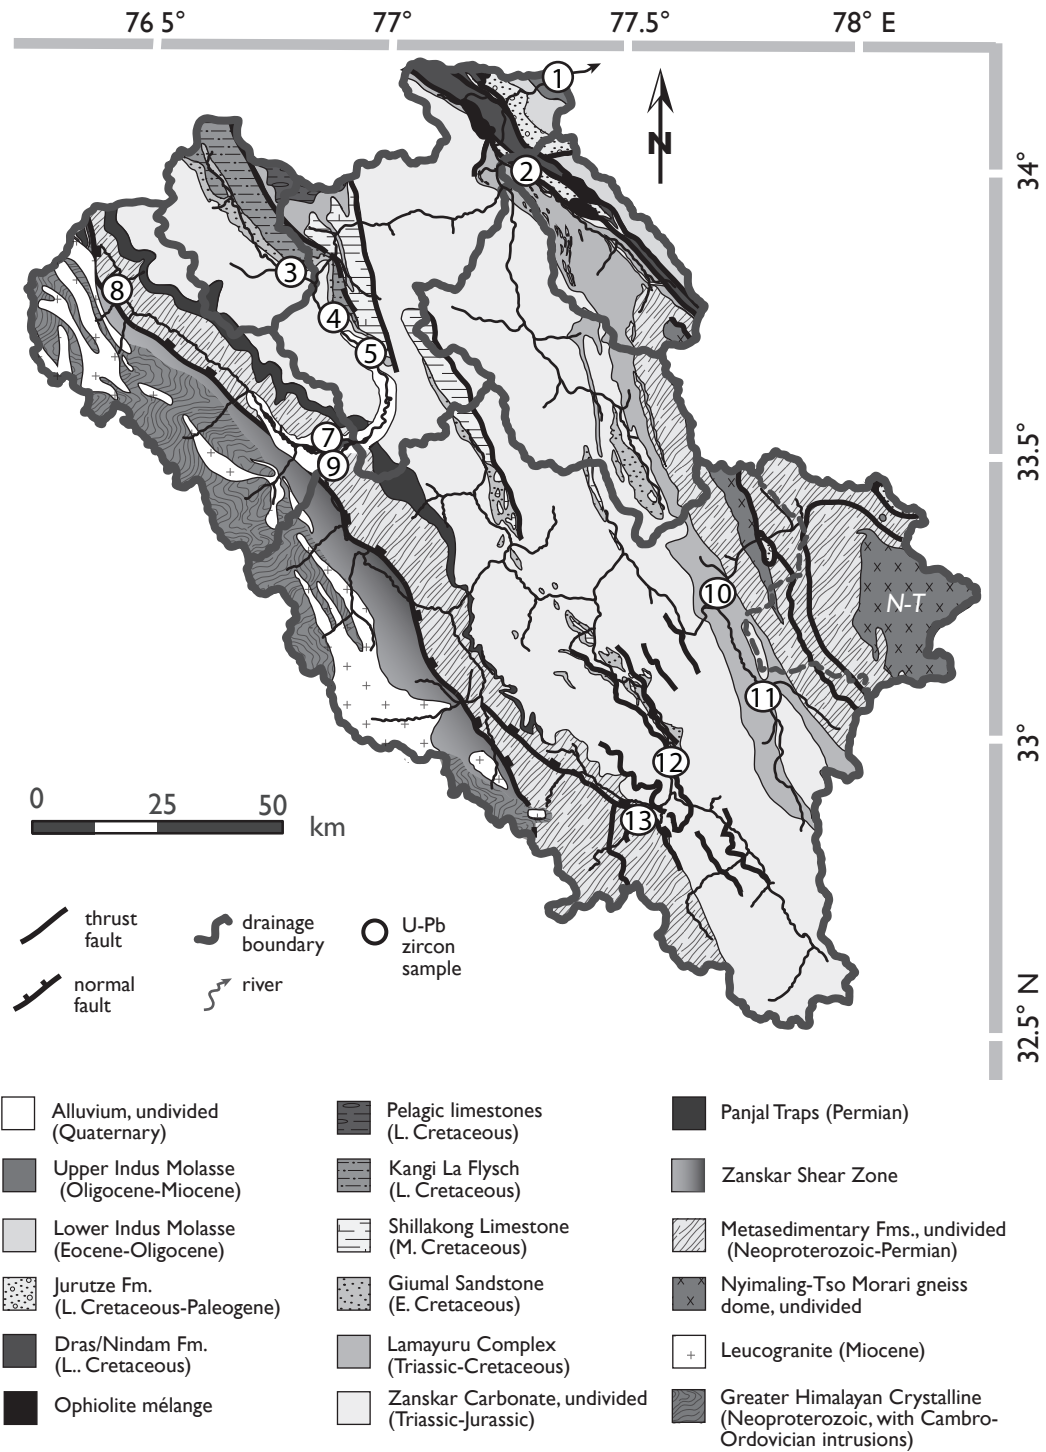 76 5°
77°
77.5°
78° E
34°
33.5°
33°
32.5° N
N
1
2
3
4
5
7
8
9
10
11
12
13
N-T
0 25 50
km
thrust
fault
drainage
boundary
U-Pb
zircon
sample
normal
fault
river
Alluvium, undivided
(Quaternary)
Upper Indus Molasse
(Oligocene-Miocene)
Lower Indus Molasse
(Eocene-Oligocene)
Jurutze Fm.
(L. Cretaceous-Paleogene)
Dras/Nindam Fm.
(L.. Cretaceous)
Ophiolite mélange
Pelagic limestones
(L. Cretaceous)
Kangi La Flysch
(L. Cretaceous)
Shillakong Limestone
(M. Cretaceous)
Giumal Sandstone
(E. Cretaceous)
Lamayuru Complex
(Triassic-Cretaceous)
Zanskar Carbonate, undivided
(Triassic-Jurassic)
Panjal Traps (Permian)
Zanskar Shear Zone
Metasedimentary Fms., undivided
(Neoproterozoic-Permian)
Nyimaling-Tso Morari gneiss
dome, undivided
Leucogranite (Miocene)
Greater Himalayan Crystalline
(Neoproterozoic, with Cambro-
Ordovician intrusions)